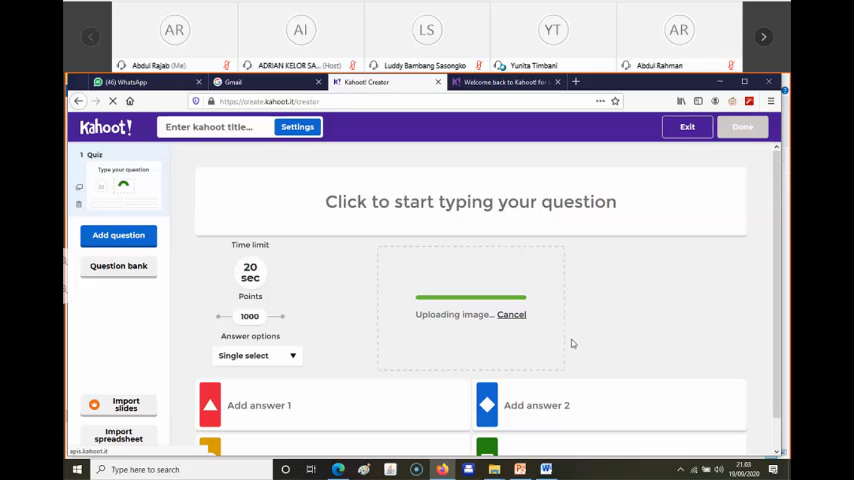 AR
AI
LS
YT
AR
Abdul Rajab (Me)
ADRIAN KELOR SA... (Host)
Luddy Bambang Sasongko
Yunita Timbani
Abdul Rahman
(46) WhatsApp
Gmail
Kahoot! Creator
Welcome back to Kahoot! for
https://create.kahoot.it/creator
Kahoot!
Enter kahoot title...
Settings
Exit
Done
1 Quiz
Type your question
20
Click to start typing your question
Add question
Question bank
Time limit
20
sec
Points
1000
Answer options
Single select
Uploading image... Cancel
Add answer 1
Add answer 2
Import
slides
Import
spreadsheet
apis.kahoot.it
Type here to search
21.03
19/09/2020